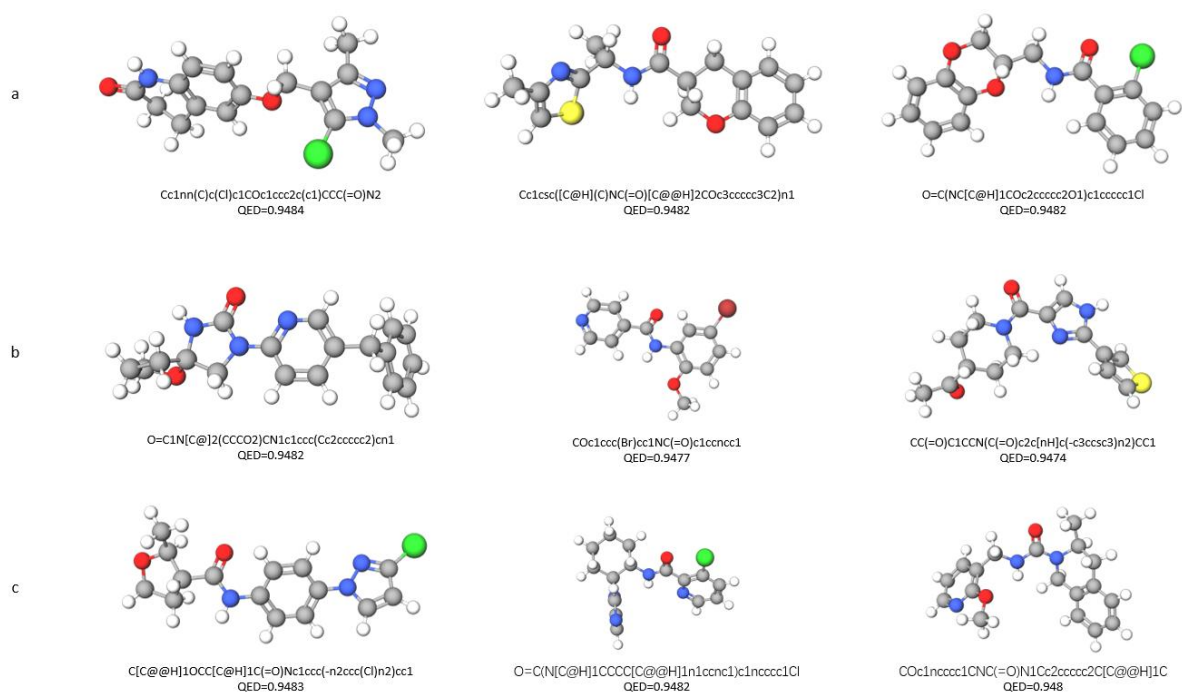 a
Cc1nn(C)c(Cl)c1COc1ccc2c(c1)CCC(=O)N2
QED=0.9484
Cc1csc([C@H](C)NC(=O)[C@@H]2COc3ccccc3C2)n1
QED=0.9482
O=C(NC[C@H]1COc2ccccc2O1)c1ccccc1Cl
QED=0.9482
b
O=C1N[C@]2(CCCO2)CN1c1ccc(Cc2ccccc2)cn1
QED=0.9482
COc1ccc(Br)cc1NC(=O)c1ccncc1
QED=0.9477
CC(=O)C1CCN(C(=O)c2c[nH]c(-c3ccsc3)n2)CC1
QED=0.9474
c
C[C@@H]1OCC[C@H]1C(=O)Nc1ccc(-n2ccc(Cl)n2)cc1
QED=0.9483
O=C(N[C@H]1CCCC[C@@H]1n1ccnc1)c1ncccc1Cl
QED=0.9482
COc1ncccc1CNC(=O)N1Cc2ccccc2C[C@@H]1C
QED=0.948